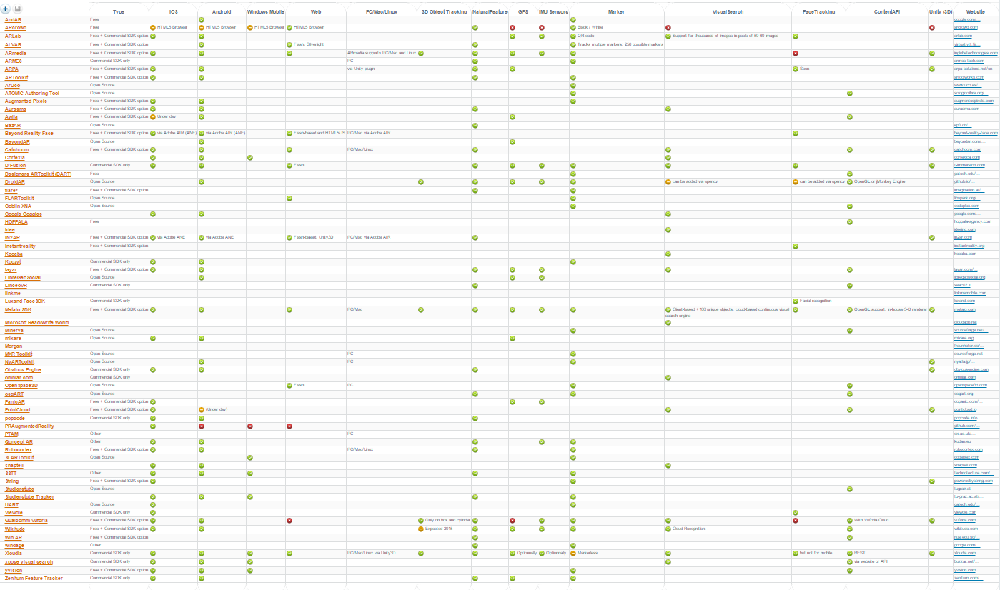 Type IOS Android Windows Mobile Web PC/Mac/Linux 3D Object Tracking NaturalFeature GPS IMU Sensors Marker Visual Search FaceTracking ContentAPI Unity (3D) Website
AndAR Free google.com/...
ARcrowd Free HTML5 Browser HTML5 Browser HTML5 Browser HTML5 Browser Black / White arcrowd.com
ARLab Free + Commercial SDK option QR code Support for thousands of images in pools of 50-60 images arlab.com
ALVAR Free + Commercial SDK option Flash, Silverlight Tracks multiple markers; 256 possible markers virtual.vtt.fi/...
ARmedia Free + Commercial SDK option ARmedia supports PC/Mac and Linux inglobetechnologies.com
ARMES Commercial SDK only PC armes-tech.com
ARPA Free + Commercial SDK option via Unity plugin Soon arpa-solutions.net/en
ARToolkit Free + Commercial SDK option artoolworks.com
ArUco Open Source www.uco.es/...
ATOMIC Authoring Tool Open Source sologicolibre.org/...
Augmented Pixels Free + Commercial SDK option augmentedpixels.com
Aurasma Free + Commercial SDK option aurasma.com
Awila Free + Commercial SDK option Under dev
BazAR Open Source epfl.ch/...
Beyond Reality Face Free + Commercial SDK option via Adobe AIR (ANE) via Adobe AIR (ANE) Flash-based and HTML5/JS PC/Mac via Adobe AIR beyond-reality-face.com
BeyondAR Open Source beyondar.com/...
Catchoom Free + Commercial SDK option PC/Mac/Linux catchoom.com
Cortexia cortexica.com
D'Fusion Commercial SDK only Flash t-immersion.com
Designers ARToolkit (DART) Free gatech.edu/...
DroidAR Open Source can be added via opencv can be added via opencv OpenGL or jMonkey Engine github.io/...
flare* Free + Commercial SDK option imagination.at/...
FLARToolkit Open Source libspark.org/...
Goblin XNA Open Source codeplex.com
Google Goggles google.com/...
HOPPALA Free hoppala-agency.com
Idee ideeinc.com
IN2AR Free + Commercial SDK option via Adobe ANE via Adobe ANE Flash-based, Unity3D PC/Mac via Adobe AIR in2ar.com
Instantreality Free + Commercial SDK option instantreality.org
Kooaba kooaba.com
Koozyt Commercial SDK only
layar Free + Commercial SDK option layar.com/...
LibreGeoSocial Open Source libregeosocial.org
LinceoVR Commercial SDK only seac02.it
linkme linkmemobile.com
Luxand Face SDK Commercial SDK only Facial recognition luxand.com
Metaio SDK Free + Commercial SDK option PC/Mac Client-based +100 unique objects, cloud-based continuous visual OpenGL support, in-house 3-D renderer metaio.com
search engine
Microsoft Read/Write World cloudapp.net
Minerva Open Source sourceforge.net/...
mixare Open Source mixare.org
Morgan fraunhofer.de/...
MXR Toolkit Open Source PC sourceforge.net
NyARToolkit Open Source PC nyatla.jp/...
Obvious Engine Commercial SDK only obviousengine.com
omniar.com Commercial SDK only omniar.com
OpenSpace3D Open Source Flash PC openspace3d.com
osgART Open Source osgart.org
PanicAR Free + Commercial SDK option dopanic.com/...
PointCloud Free + Commercial SDK option (Under dev) pointcloud.io
popcode Commercial SDK only popcode.info
PRAugmentedReality github.com/...
PTAM Other PC ox.ac.uk/...
Qoncept AR Other kudan.eu
Robocortex Free + Commercial SDK option PC/Mac/Linux robocortex.com
SLARToolkit Open Source codeplex.com
snaptell snaptell.com
SSTT Other technotecture.com/...
String Free + Commercial SDK option poweredbystring.com
Studierstube Open Source tugraz.at
Studierstube Tracker tu-graz.ac.at/...
UART Open Source gatech.edu/...
Viewdle Commercial SDK only viewdle.com
Qualcomm Vuforia Free + Commercial SDK option Only on box and cylinder With Vuforia Cloud vuforia.com
Wikitude Free + Commercial SDK option Expected 2015 Cloud Recognition wikitude.com
Win AR Free + Commercial SDK option nus.edu.sg/...
windage Other google.com/...
Xloudia Commercial SDK only PC/Mac/Linux via Unity3D Optionnaly Optionnaly Markerless but not for mobile REST xloudia.com
xpose visual search Commercial SDK only via website or API buzzar.net/...
yvision Free + Commercial SDK option yvision.com
Zenitum Feature Tracker Commercial SDK only zenitum.com/...